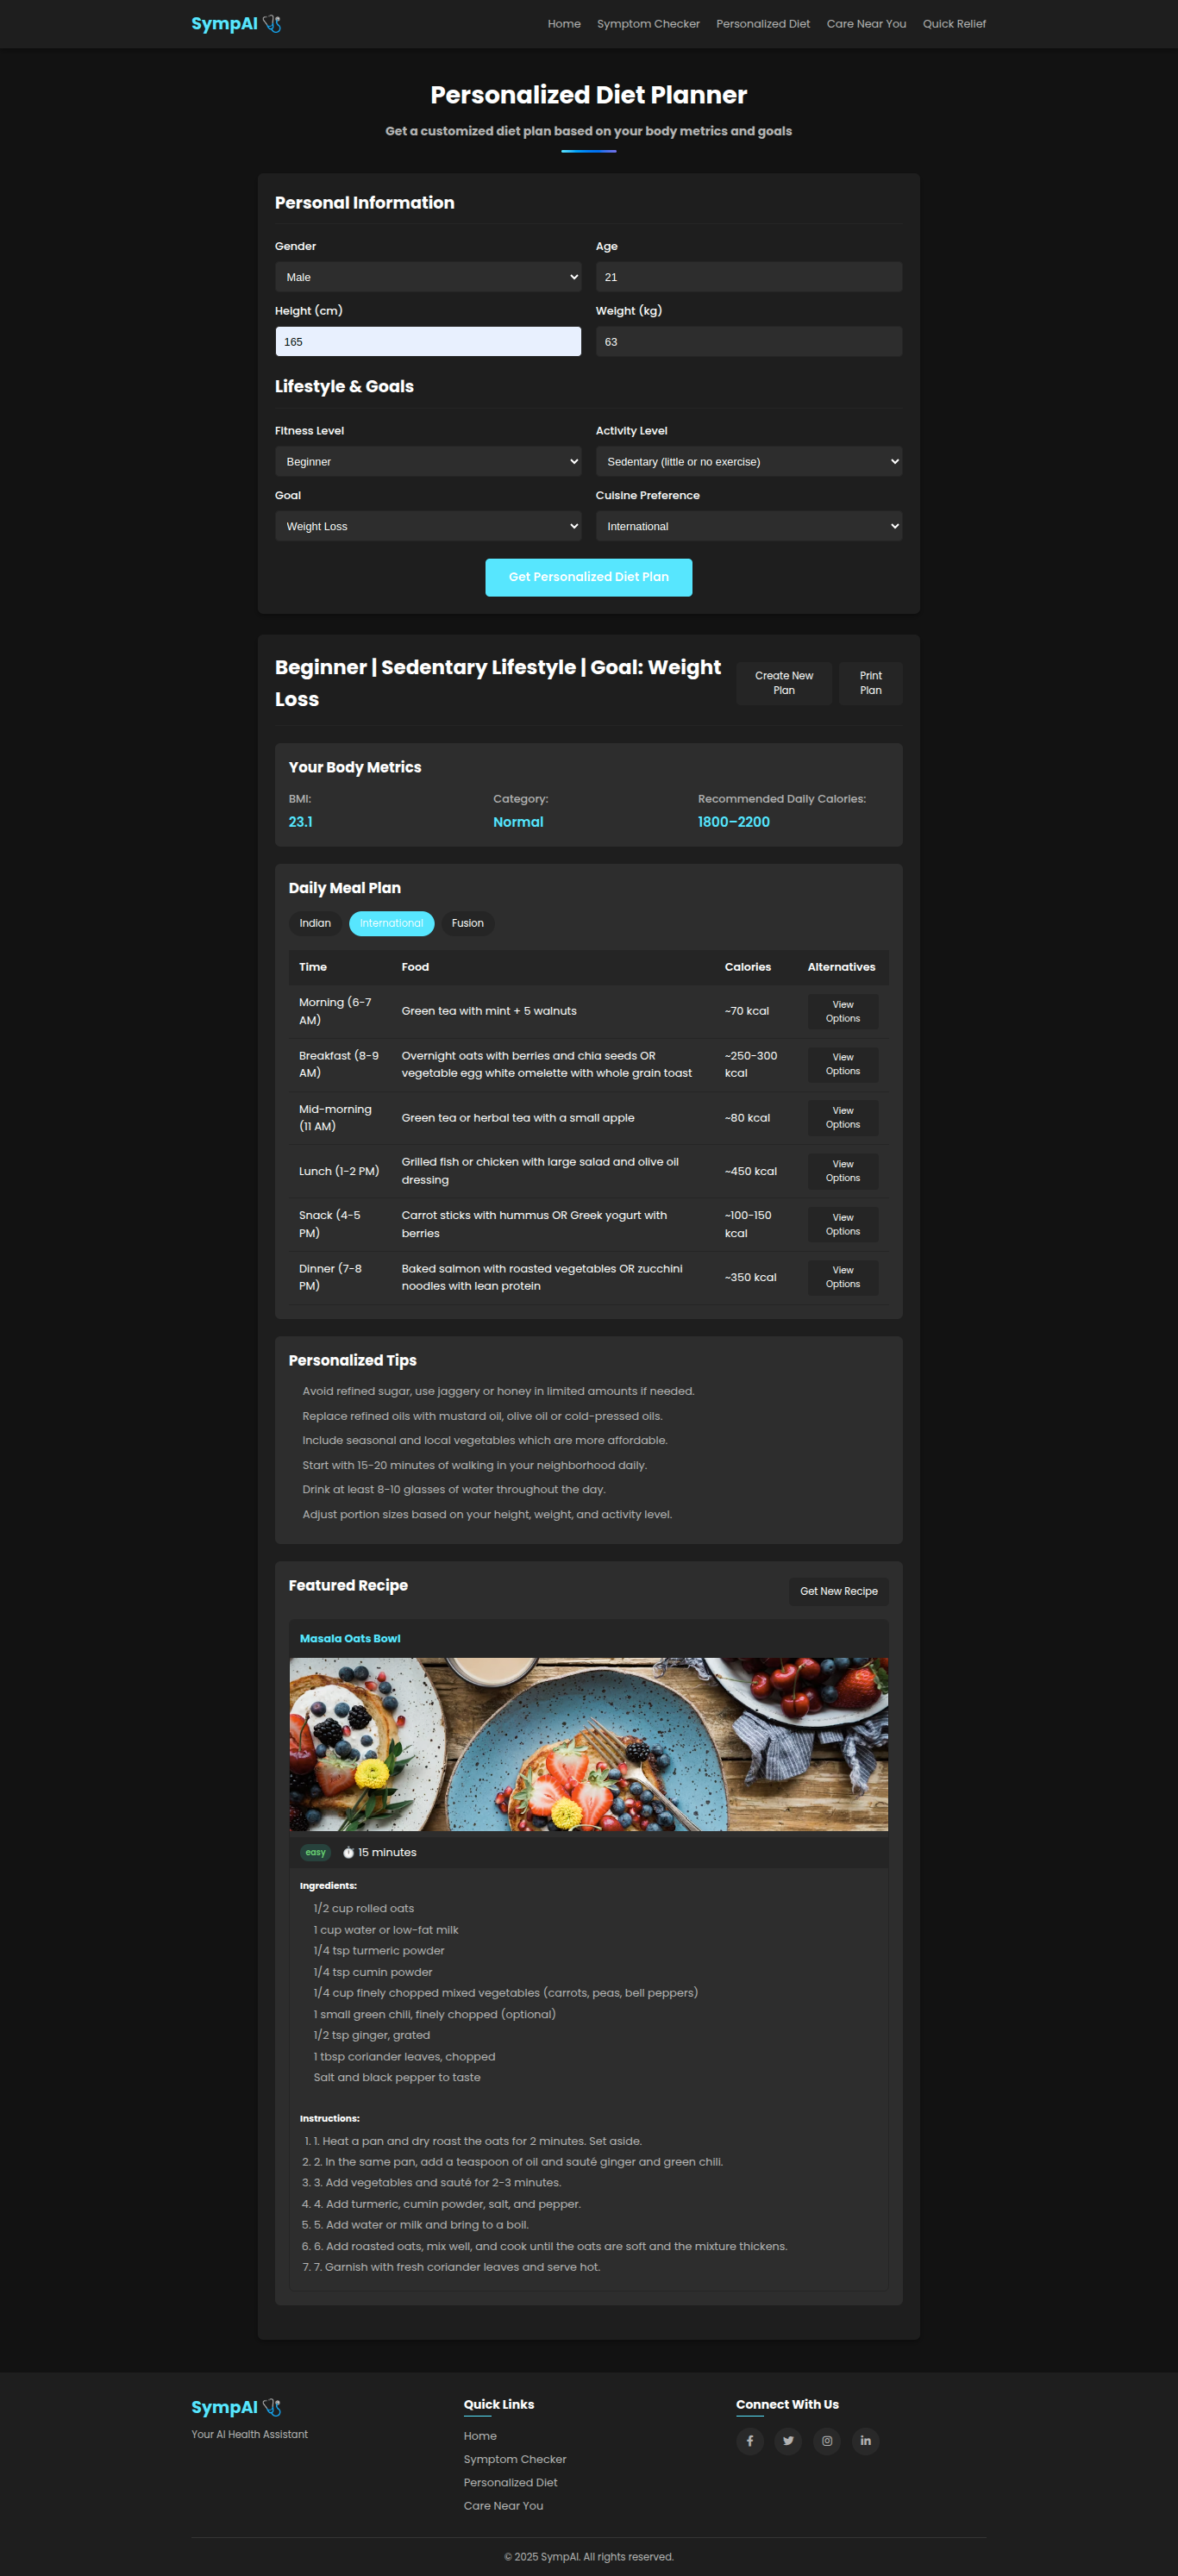 SympAI 🩺
Home Symptom Checker Personalized Diet Care Near You Quick Relief
Personalized Diet Planner
Get a customized diet plan based on your body metrics and goals
Personal Information
Gender Age
Male 21
Height (cm) Weight (kg)
165 63
Lifestyle & Goals
Fitness Level Activity Level
Beginner Sedentary (little or no exercise)
Goal Cuisine Preference
Weight Loss International
Get Personalized Diet Plan
Beginner | Sedentary Lifestyle | Goal: Weight
Loss
Create New
Plan
Print
Plan
Your Body Metrics
BMI: Category: Recommended Daily Calories:
23.1 Normal 1800–2200
Daily Meal Plan
Indian International Fusion
Time Food Calories Alternatives
Morning (6-7
AM)
Green tea with mint + 5 walnuts
~70 kcal
View
Options
Breakfast (8-9
AM)
Overnight oats with berries and chia seeds OR
vegetable egg white omelette with whole grain toast
~250-300
kcal
View
Options
Mid-morning
(11 AM)
Green tea or herbal tea with a small apple
~80 kcal
View
Options
Lunch (1-2 PM)
Grilled fish or chicken with large salad and olive oil
dressing
~450 kcal
View
Options
Snack (4-5
PM)
Carrot sticks with hummus OR Greek yogurt with
berries
~100-150
kcal
View
Options
Dinner (7-8
PM)
Baked salmon with roasted vegetables OR zucchini
noodles with lean protein
~350 kcal
View
Options
Personalized Tips
Avoid refined sugar, use jaggery or honey in limited amounts if needed.
Replace refined oils with mustard oil, olive oil or cold-pressed oils.
Include seasonal and local vegetables which are more affordable.
Start with 15-20 minutes of walking in your neighborhood daily.
Drink at least 8-10 glasses of water throughout the day.
Adjust portion sizes based on your height, weight, and activity level.
Featured Recipe
Get New Recipe
Masala Oats Bowl
easy ⏱️ 15 minutes
Ingredients:
1/2 cup rolled oats
1 cup water or low-fat milk
1/4 tsp turmeric powder
1/4 tsp cumin powder
1/4 cup finely chopped mixed vegetables (carrots, peas, bell peppers)
1 small green chili, finely chopped (optional)
1/2 tsp ginger, grated
1 tbsp coriander leaves, chopped
Salt and black pepper to taste
Instructions:
1. 1. Heat a pan and dry roast the oats for 2 minutes. Set aside.
2. 2. In the same pan, add a teaspoon of oil and sauté ginger and green chili.
3. 3. Add vegetables and sauté for 2-3 minutes.
4. 4. Add turmeric, cumin powder, salt, and pepper.
5. 5. Add water or milk and bring to a boil.
6. 6. Add roasted oats, mix well, and cook until the oats are soft and the mixture thickens.
7. 7. Garnish with fresh coriander leaves and serve hot.
SympAI 🩺
Your AI Health Assistant
Quick Links
Home
Symptom Checker
Personalized Diet
Care Near You
Connect With Us
© 2025 SympAI. All rights reserved.